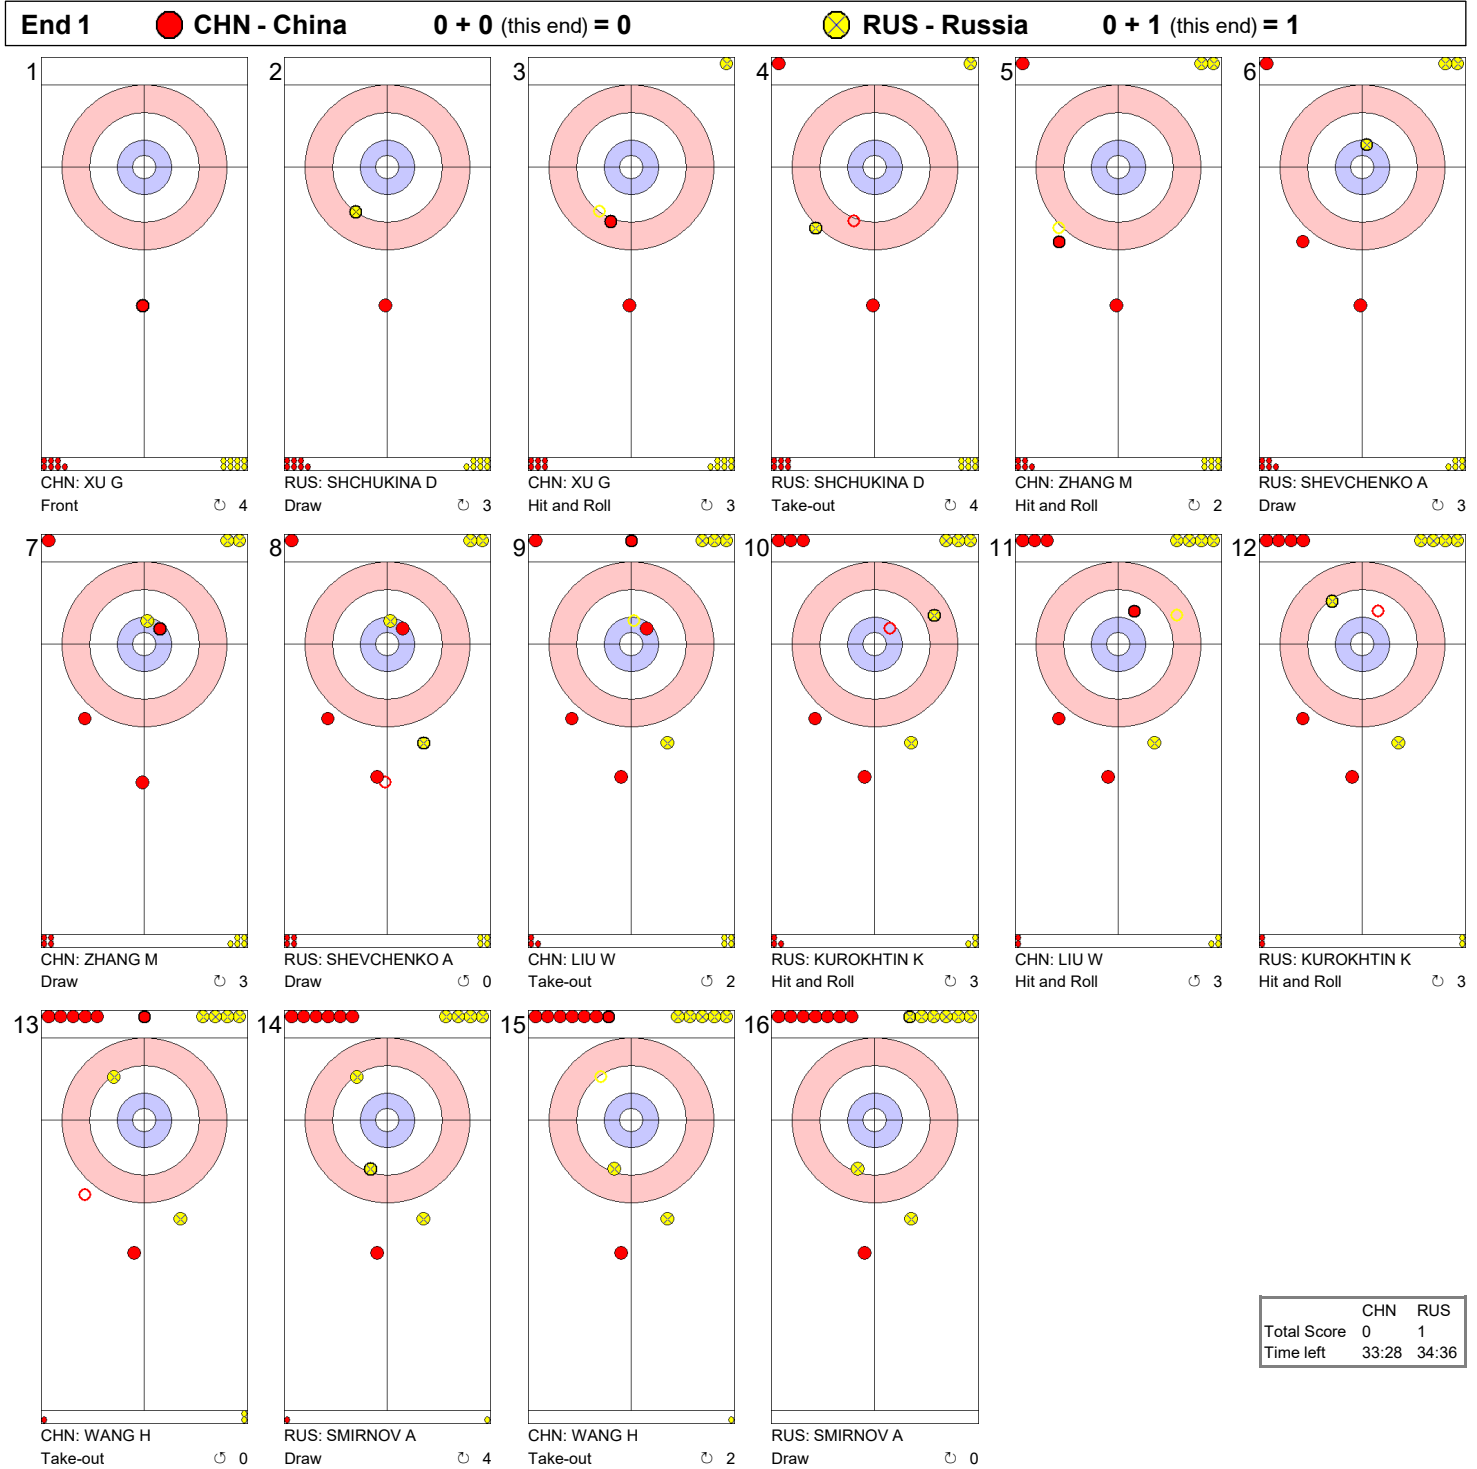 End 1 CHN - China 0 + 0 (this end) = 0 RUS - Russia 0 + 1 (this end) = 1
1 2 3 4 5 6
CHN: XU G RUS: SHCHUKINA D CHN: XU G RUS: SHCHUKINA D CHN: ZHANG M RUS: SHEVCHENKO A
Front ↻ 4 Draw ↻ 3 Hit and Roll ↻ 3 Take-out ↻ 4 Hit and Roll ↻ 2 Draw ↻ 3
7 8 9 10 11 12
CHN: ZHANG M RUS: SHEVCHENKO A CHN: LIU W RUS: KUROKHTIN K CHN: LIU W RUS: KUROKHTIN K
Draw ↻ 3 Draw ↺ 0 Take-out ↺ 2 Hit and Roll ↻ 3 Hit and Roll ↺ 3 Hit and Roll ↻ 3
13 14 15 16
CHN RUS
Total Score 0 1
Time left 33:28 34:36
CHN: WANG H RUS: SMIRNOV A CHN: WANG H RUS: SMIRNOV A
Take-out ↺ 0 Draw ↻ 4 Take-out ↻ 2 Draw ↺ 0